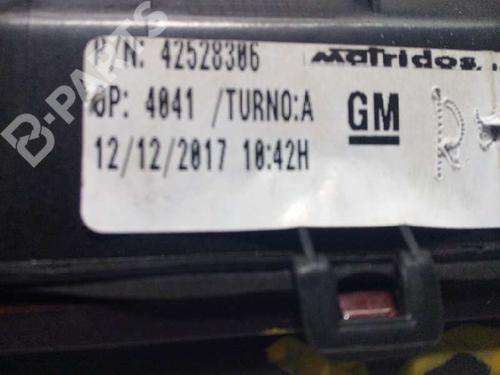 P/N: 42528306
Matridos
OP: 4041 /TURNO:A
GM
12/12/2017 10:42H
B-PARTS